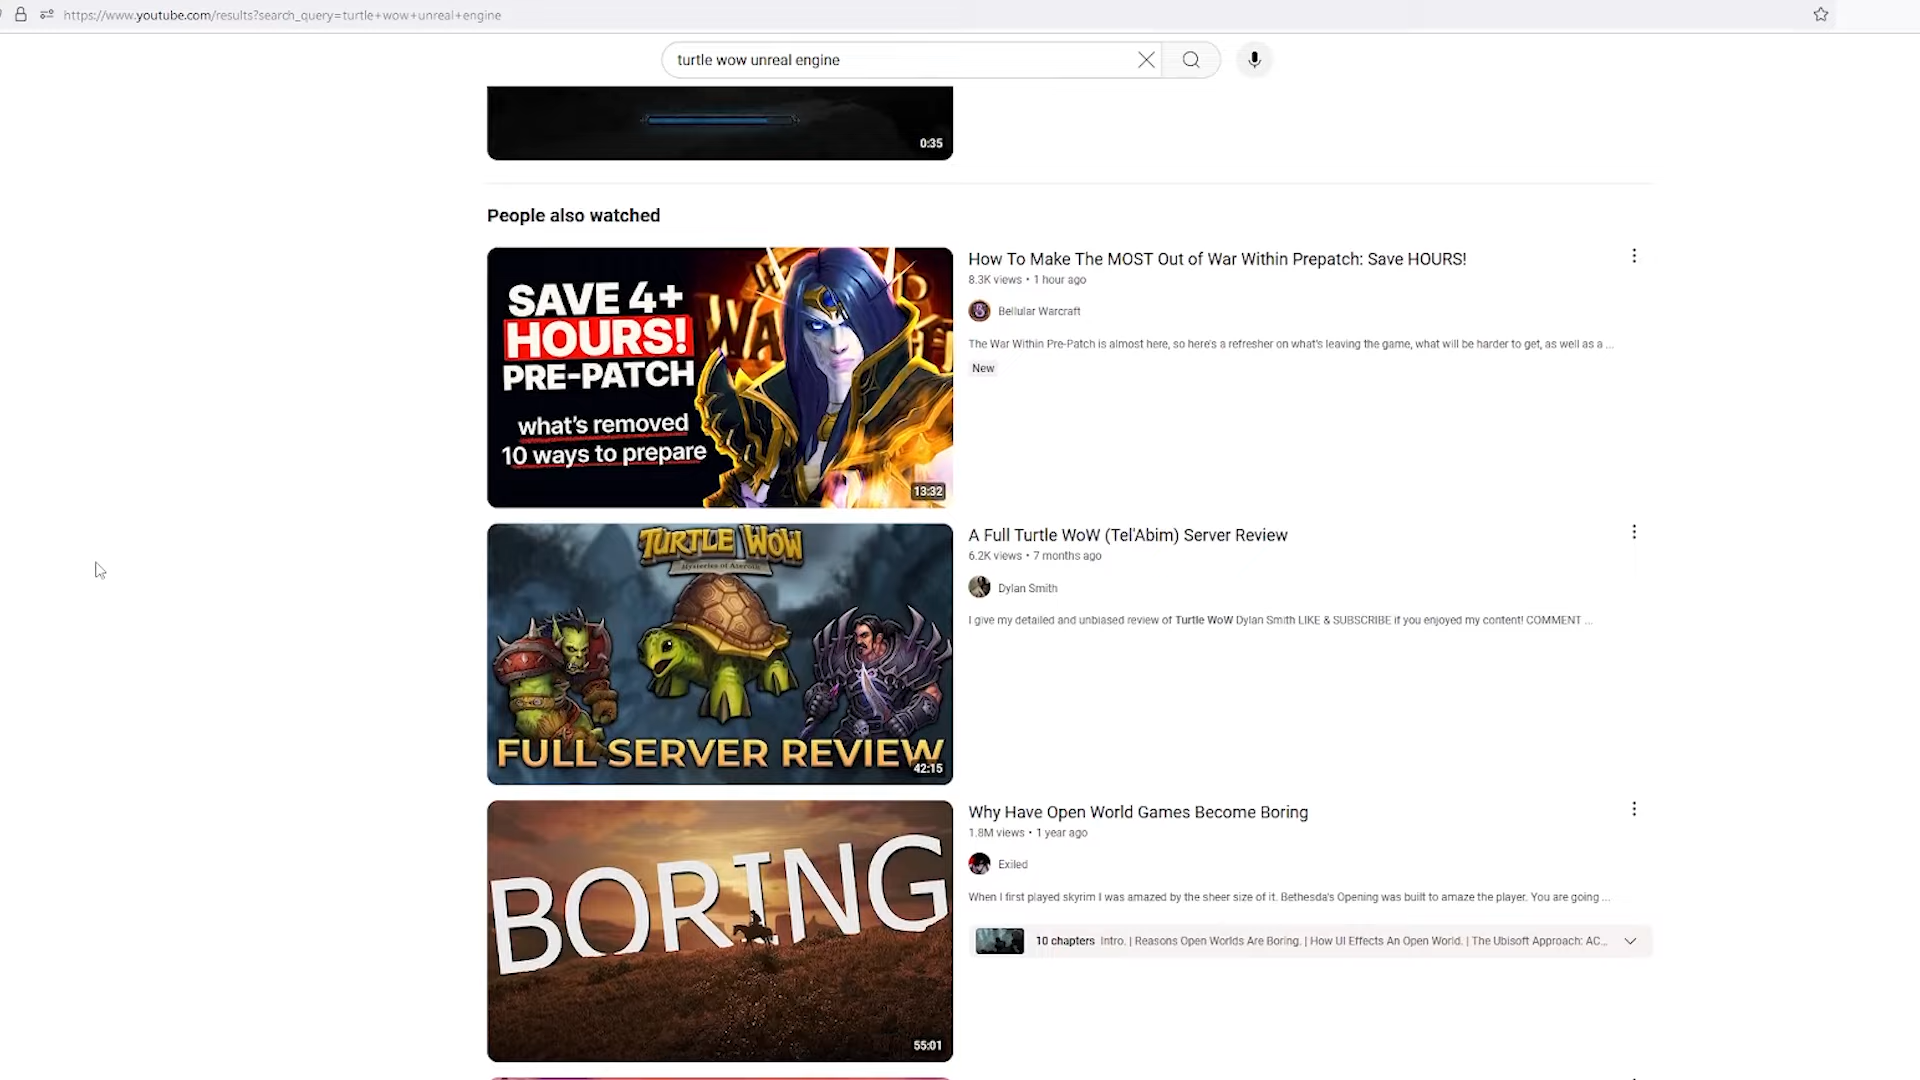 https://www.youtube.com/results?search_query=turtle+wow+unreal+engine
turtle wow unreal engine
0:35
People also watched
SAVE 4+
HOURS!
PRE-PATCH
what's removed
10 ways to prepare
13:32
How To Make The MOST Out of War Within Prepatch: Save HOURS!
8.3K views • 1 hour ago
Bellular Warcraft
The War Within Pre-Patch is almost here, so here's a refresher on what's leaving the game, what will be harder to get, as well as a ...
New
TURTLE WOW
Mysteries of Azeroth
FULL SERVER REVIEW
42:15
A Full Turtle WoW (Tel'Abim) Server Review
6.2K views • 7 months ago
Dylan Smith
I give my detailed and unbiased review of Turtle WoW Dylan Smith LIKE & SUBSCRIBE if you enjoyed my content! COMMENT ...
BORING
55:01
Why Have Open World Games Become Boring
1.8M views • 1 year ago
Exiled
When I first played skyrim I was amazed by the sheer size of it. Bethesda's Opening was built to amaze the player. You are going ...
10 chapters Intro. | Reasons Open Worlds Are Boring. | How UI Effects An Open World. | The Ubisoft Approach: AC...